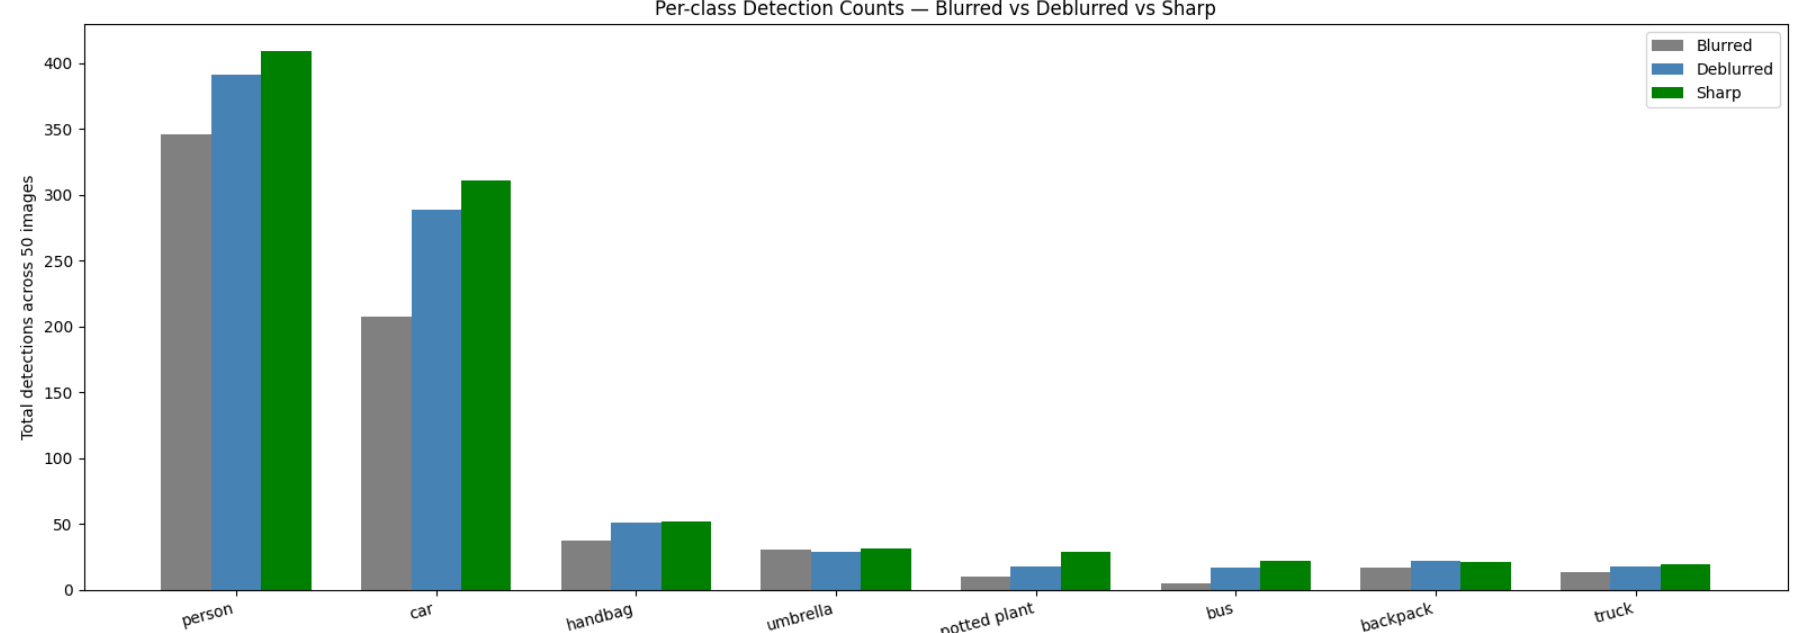 Per-class Detection Counts — Blurred vs Deblurred vs Sharp
Total detections across 50 images
400
350
300
250
200
150
100
50
0
person
car
handbag
umbrella
potted plant
bus
backpack
truck
Blurred
Deblurred
Sharp